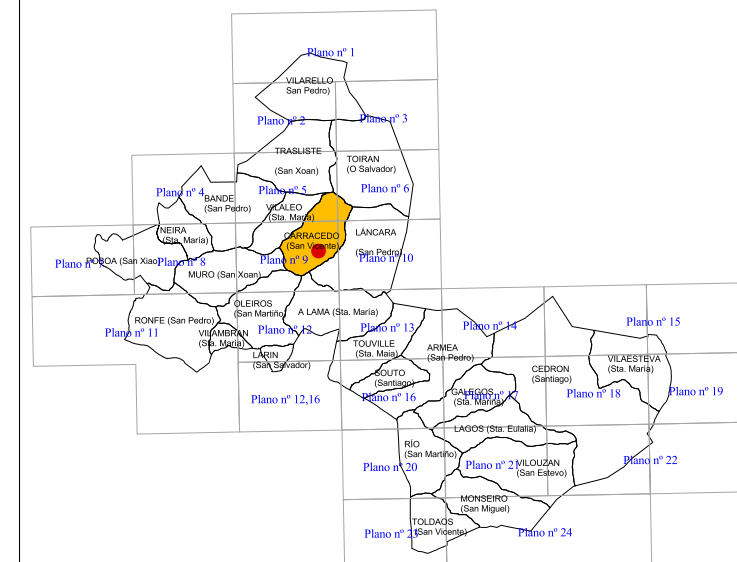 Plano nº 1
VILARELLO
San Pedro)
Plano nº 2
Plano nº 3
TRASLISTE
(San Xoan)
TOIRAN
(O Salvador)
Plano nº 4
Plano nº 5
Plano nº 6
BANDE
(San Pedro)
VILALEO
(Sta. María)
NEIRA
(Sta. María)
CARRACEDO
(San Vicente)
LÁNCARA
(San Pedro)
Plano nº
POBOA (San Xiao)
Plano nº 8
Plano nº 9
Plano nº 10
MURO (San Xoan)
OLEIROS
(San Martiño)
A LAMA (Sta. María)
RONFE (San Pedro)
Plano nº 11
VILAMBRAN
(Sta. María)
Plano nº 12
Plano nº 13
Plano nº 14
Plano nº 15
LARIN
(San Salvador)
TOUVILLE
(Sta. Maia)
ARMEA
(San Pedro)
CEDRON
(Santiago)
VILAESTEVA
(Sta. María)
SOUTO
(Santiago)
Plano nº 12,16
Plano nº 16
GALEGOS
(Sta. Mariña)
Plano nº 17
Plano nº 18
Plano nº 19
LAGOS (Sta. Eulalia)
RÍO
(San Martiño)
Plano nº 20
Plano nº 21
VILOUZAN
(San Estevo)
Plano nº 22
MONSEIRO
(San Miguel)
TOLDAOS
(San Vicente)
Plano nº 23
Plano nº 24